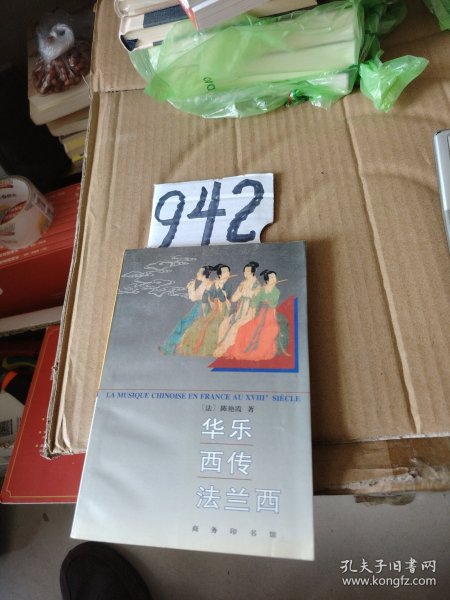 942
LA MUSIQUE CHINOISE EN FRANCE AU XVIIIe SIÈCLE
〔法〕陈艳霞 著
华乐
西传
法兰西
商务印书馆
孔夫子旧书网
www.kongfz.com